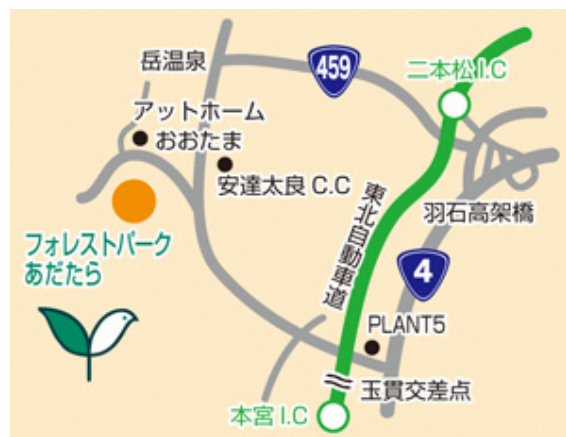 岳温泉
459
二本松I.C
アットホーム
おおたま
安達太良 C.C
東北自動車道
羽石高架橋
フォレストパーク
あだたら
4
PLANT5
玉貫交差点
本宮I.C